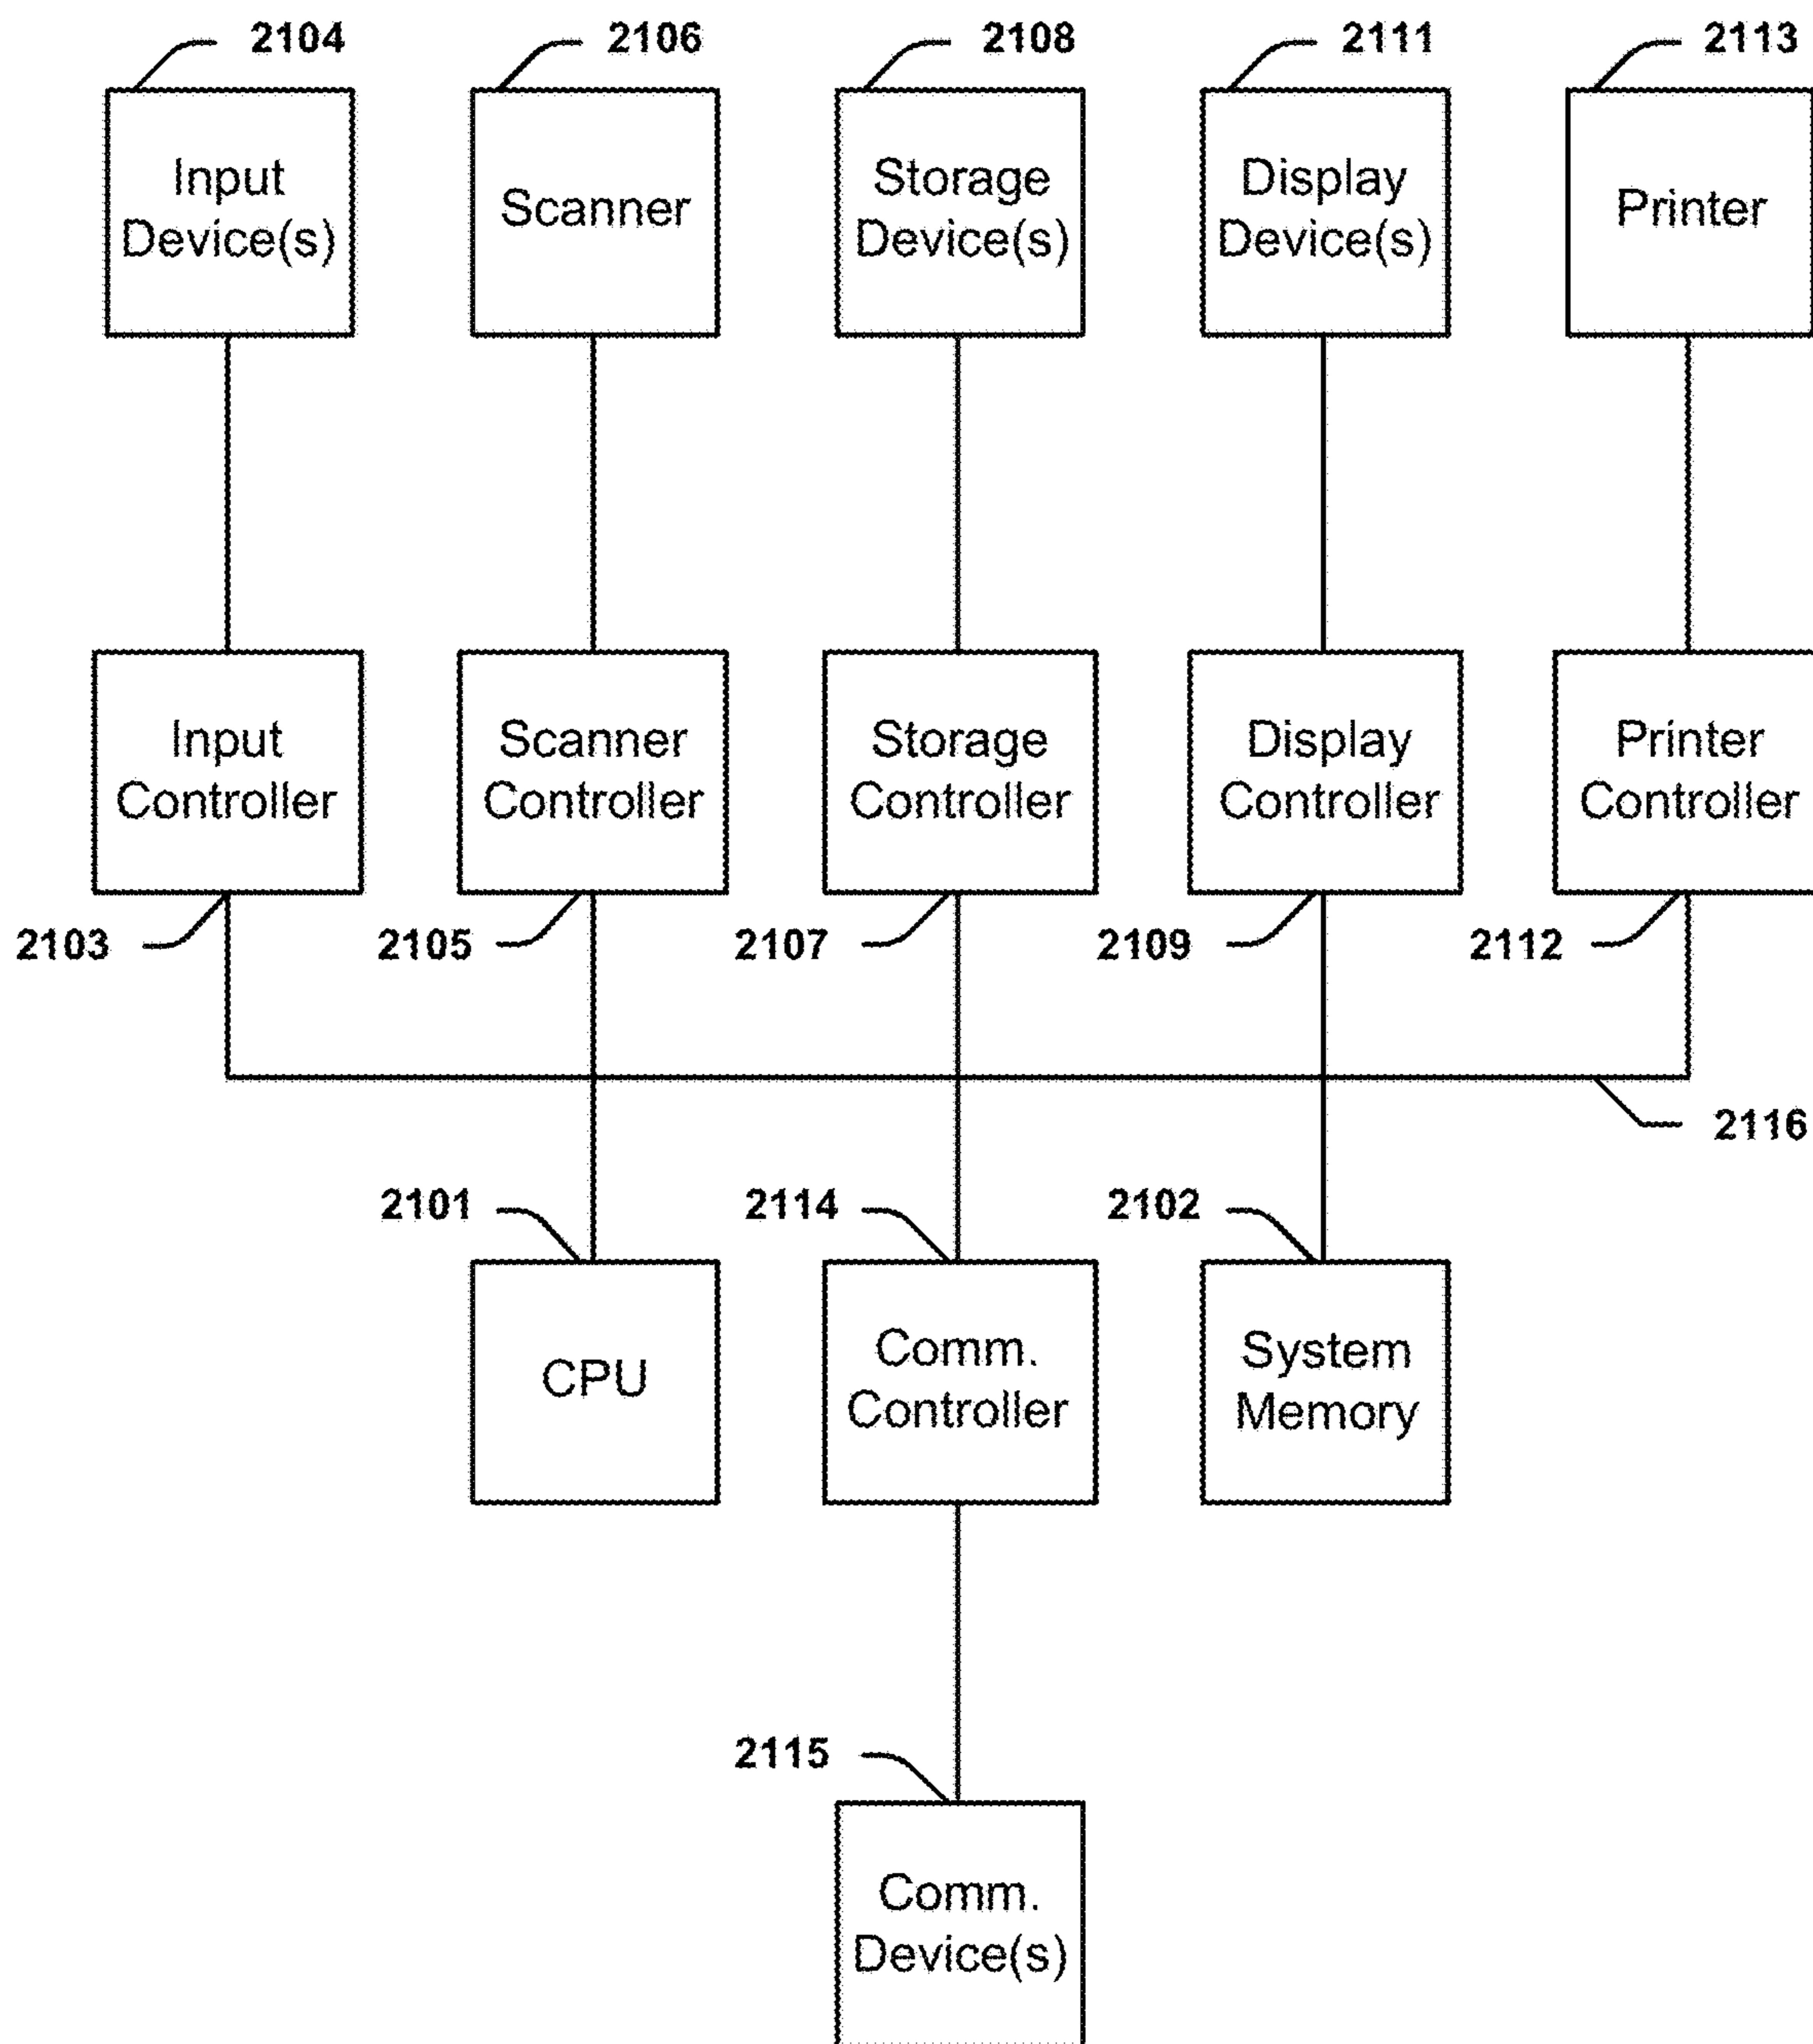 2104
2106
2108
2111
2113
Input
Device(s)
Scanner
Storage
Device(s)
Display
Device(s)
Printer
Input
Controller
Scanner
Controller
Storage
Controller
Display
Controller
Printer
Controller
2103
2105
2107
2109
2112
2116
2101
2114
2102
CPU
Comm.
Controller
System
Memory
2115
Comm.
Device(s)